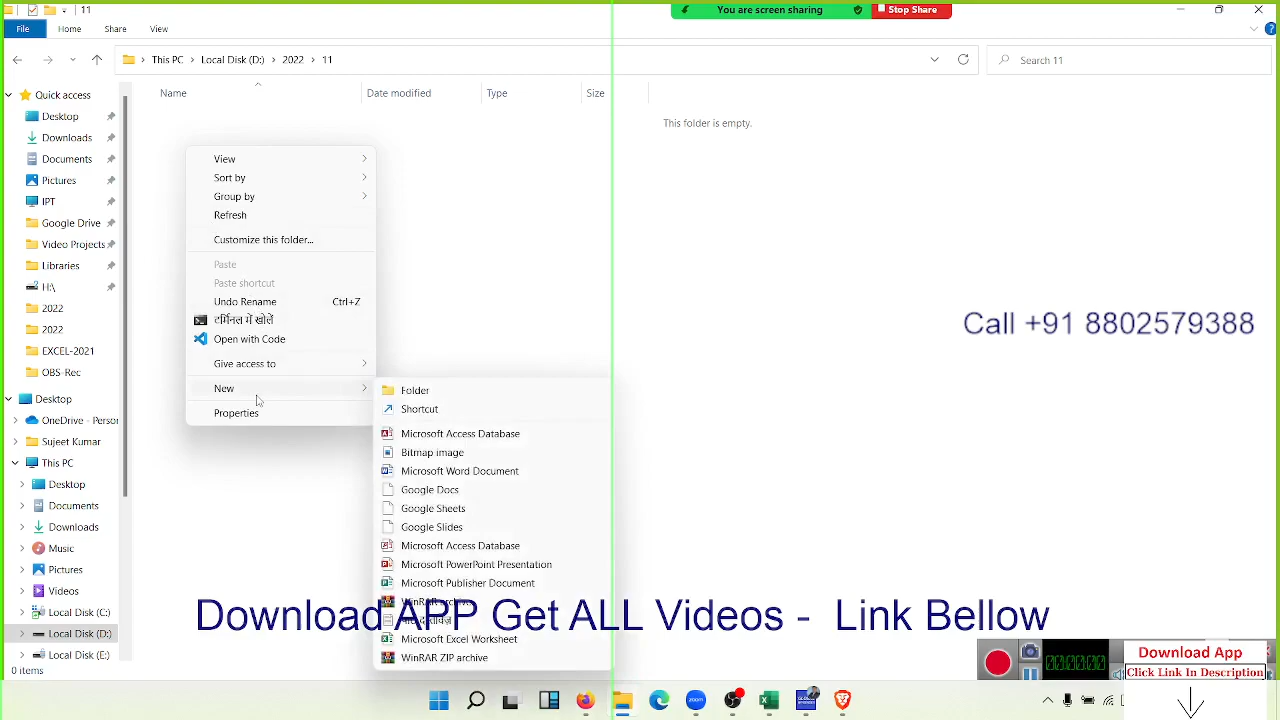 11
You are screen sharing
Stop Share
File
Home
Share
View
This PC
Local Disk (D:)
2022
11
Search 11
Name
Date modified
Type
Size
This folder is empty.
Quick access
Desktop
Downloads
Documents
Pictures
IPT
Google Drive
Video Projects
Libraries
H:\
2022
2022
EXCEL-2021
OBS-Rec
Desktop
OneDrive - Person
Sujeet Kumar
This PC
Desktop
Documents
Downloads
Music
Pictures
Videos
Local Disk (C:)
Local Disk (D:)
Local Disk (E:)
0 items
View
Sort by
Group by
Refresh
Customize this folder...
Paste
Paste shortcut
Undo Rename Ctrl+Z
टर्मिनल में खोलें
Open with Code
Give access to
New
Properties
Folder
Shortcut
Microsoft Access Database
Bitmap image
Microsoft Word Document
Google Docs
Google Sheets
Google Slides
Microsoft Access Database
Microsoft PowerPoint Presentation
Microsoft Publisher Document
WinRAR archive
Microsoft Excel Worksheet
WinRAR ZIP archive
Call +91 8802579388
Download APP Get ALL Videos - Link Bellow
Download App
Click Link In Description
zoom